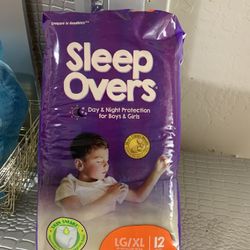 Sleep
Overs
Day & Night Protection
for Boys & Girls
LG/XL
12